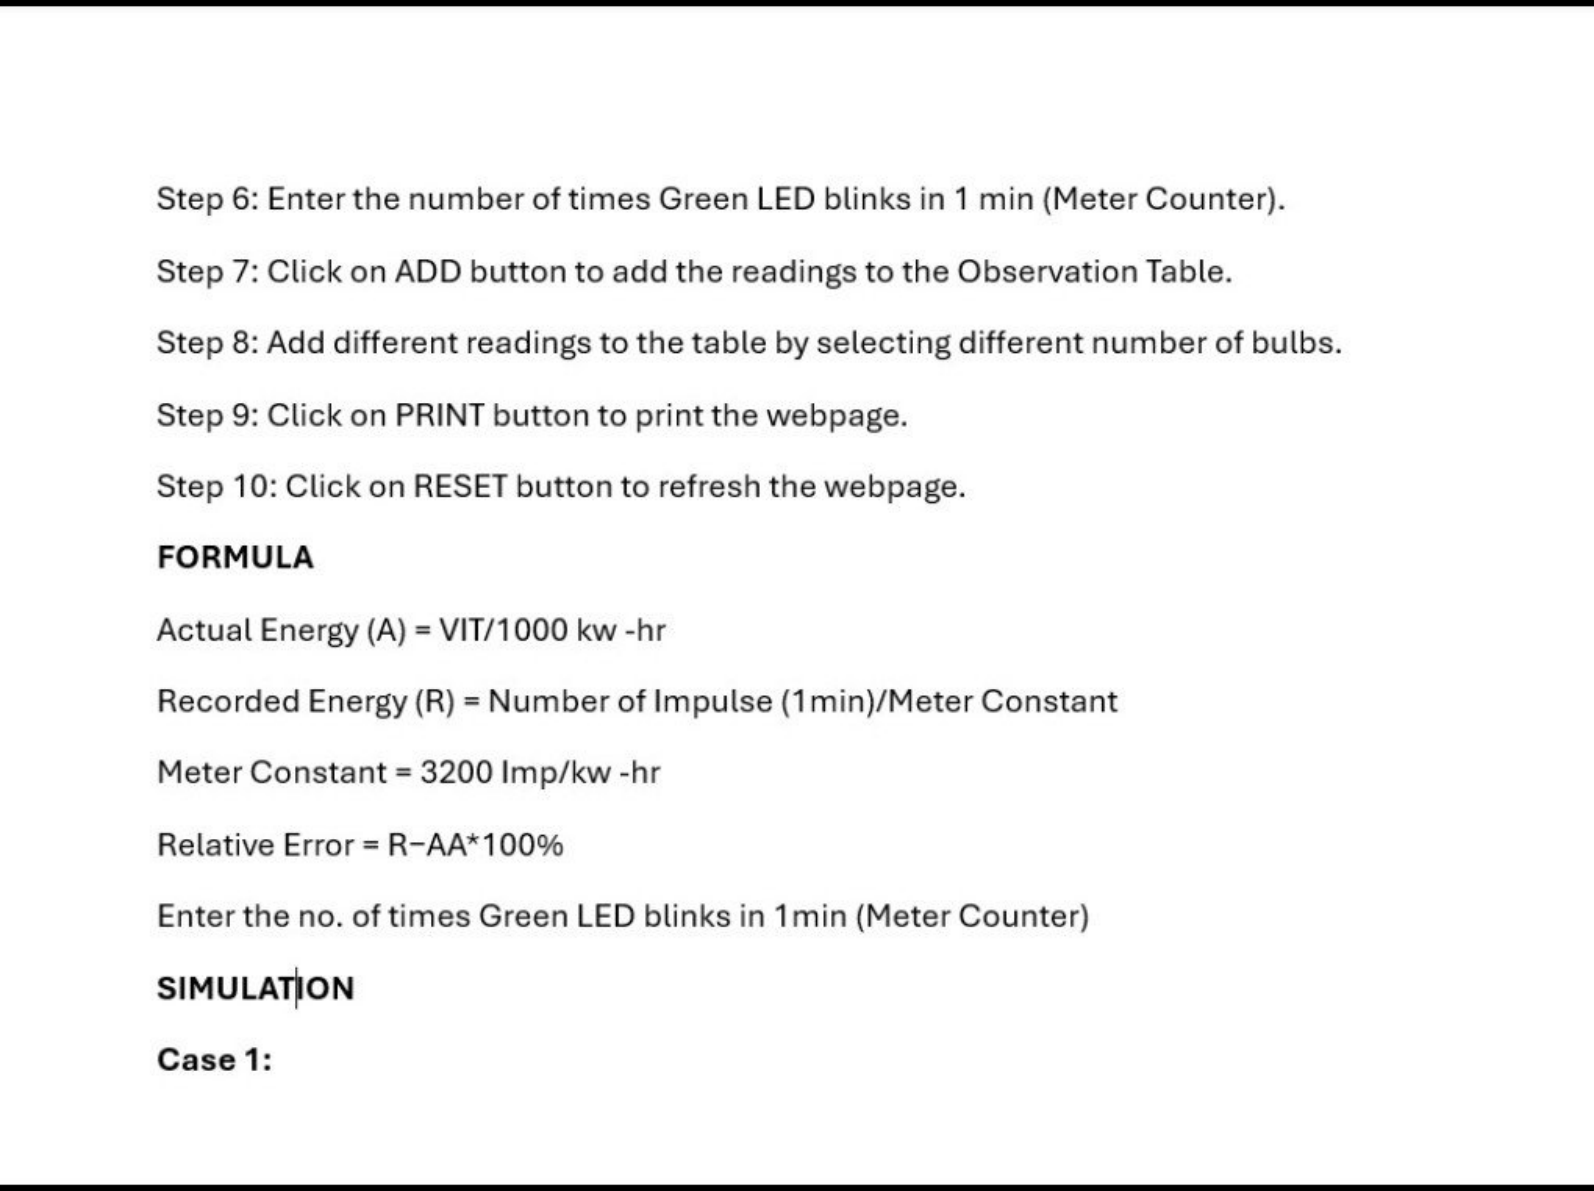 Step 6: Enter the number of times Green LED blinks in 1 min (Meter Counter).
Step 7: Click on ADD button to add the readings to the Observation Table.
Step 8: Add different readings to the table by selecting different number of bulbs.
Step 9: Click on PRINT button to print the webpage.
Step 10: Click on RESET button to refresh the webpage.
FORMULA
Actual Energy (A) = VIT/1000 kw -hr
Recorded Energy (R) = Number of Impulse (1min)/Meter Constant
Meter Constant = 3200 Imp/kw -hr
Relative Error = R−AA*100%
Enter the no. of times Green LED blinks in 1min (Meter Counter)
SIMULATION
Case 1: